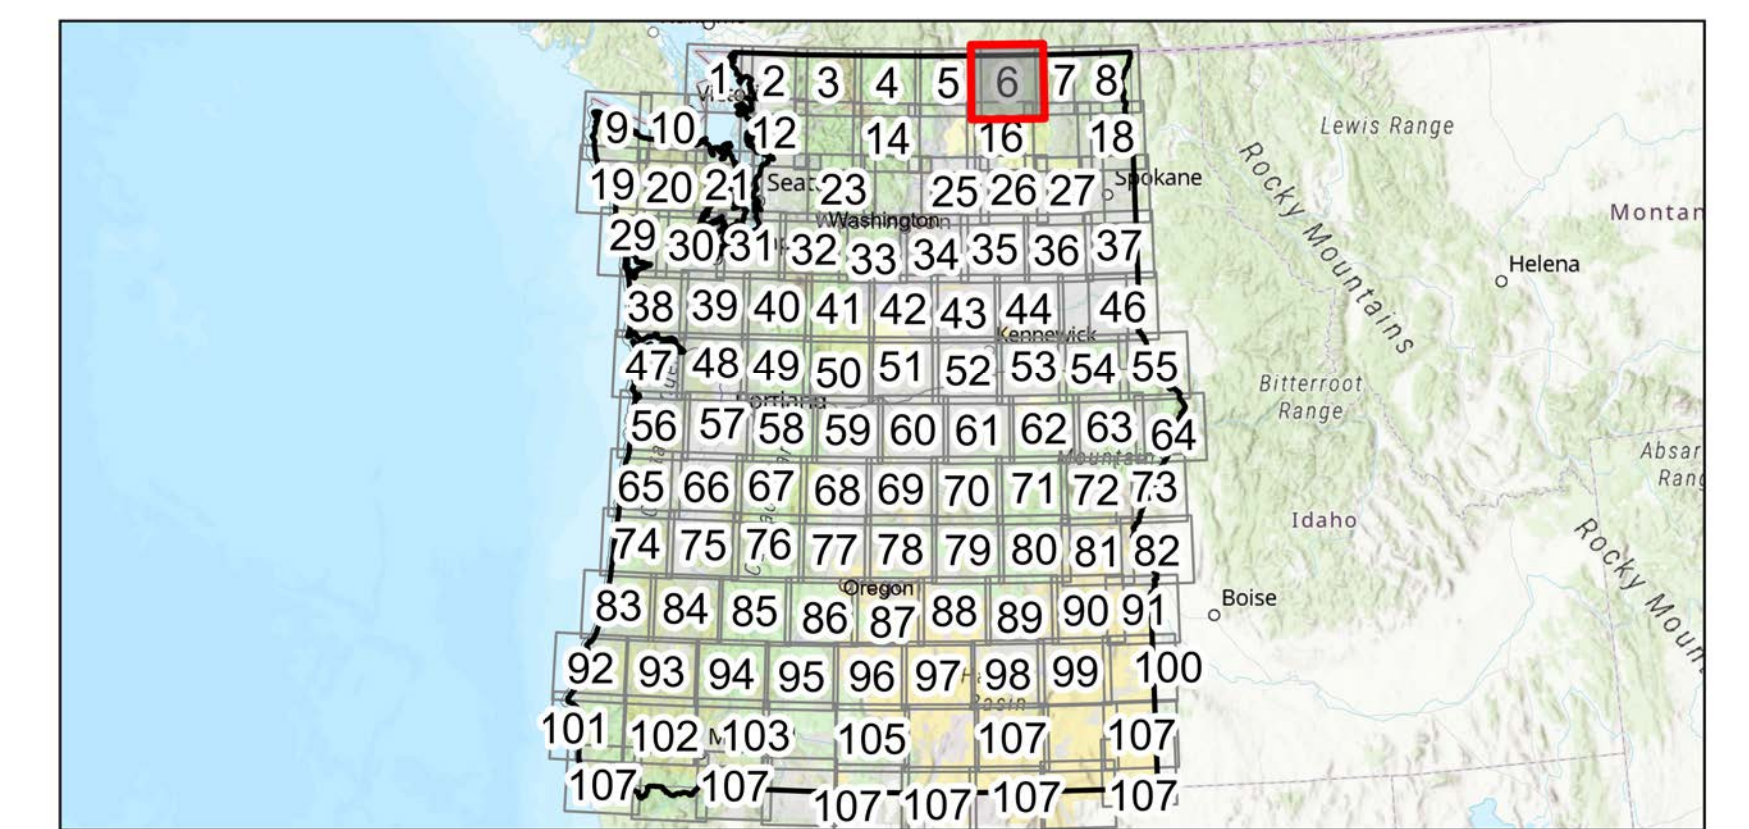 1 2 3 4 5 6 7 8
Lewis Range
9 10 12 14 16 18
19 20 21 Seat 23 25 26 27 Spokane
Rocky Mountains
Washington
Montan
29 30 31 32 33 34 35 36 37
Helena
38 39 40 41 42 43 44 46
Kennewick
47 48 49 50 51 52 53 54 55
Bitterroot
Range
Portland
56 57 58 59 60 61 62 63 64
Mountain
Absar
Rang
65 66 67 68 69 70 71 72 73
Idaho
Rocky Moun
74 75 76 77 78 79 80 81 82
Oregon
Boise
83 84 85 86 87 88 89 90 91
92 93 94 95 96 97 98 99 100
Basin
101 102 M 103 105 107 107
107 107 107 107 107 107